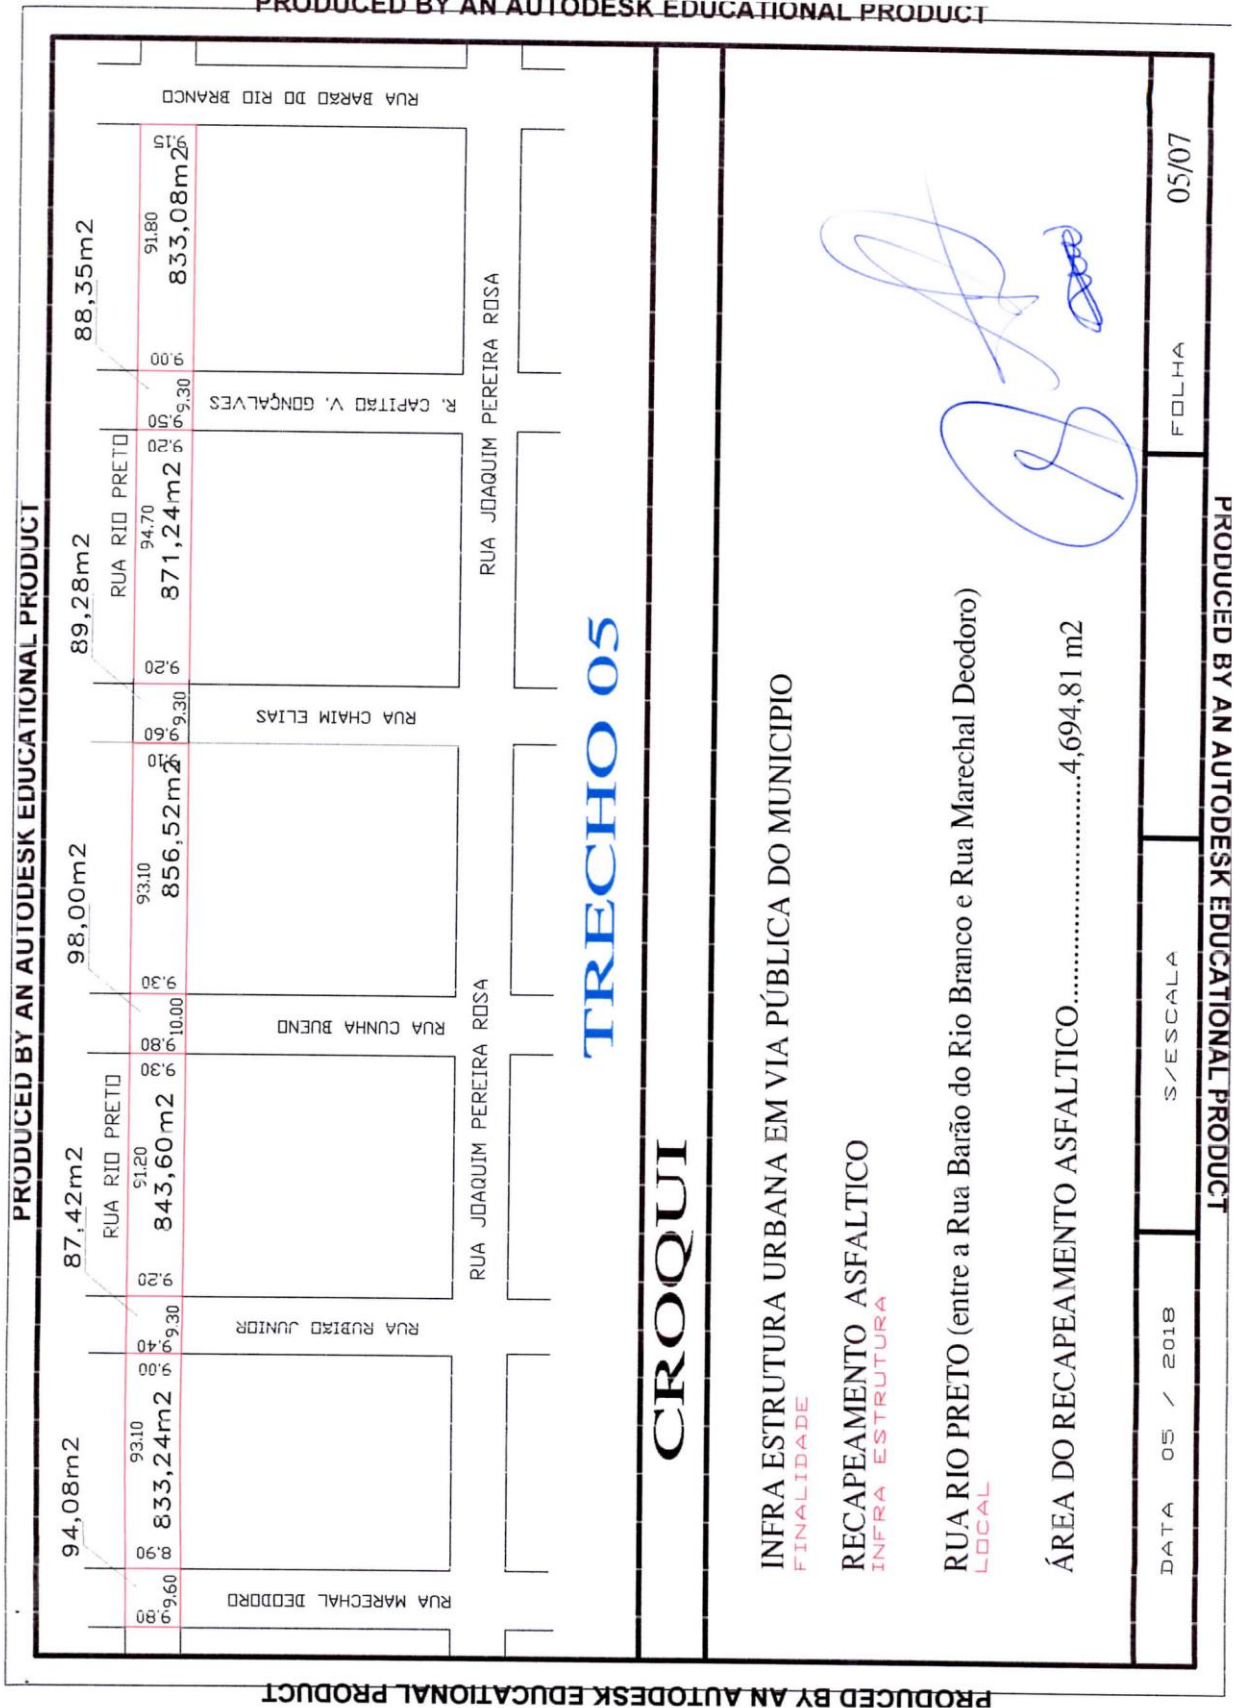 PRODUCED BY AN AUTODESK EDUCATIONAL PRODUCT
PRODUCED BY AN AUTODESK EDUCATIONAL PRODUCT
PRODUCED BY AN AUTODESK EDUCATIONAL PRODUCT
PRODUCED BY AN AUTODESK EDUCATIONAL PRODUCT
94,08m2
87,42m2
98,00m2
89,28m2
88,35m2
RUA RIO PRETO
RUA RIO PRETO
9.80
9.60
8.90
93.10
833,24m2
9.00
9.40
9.30
9.20
91.20
843,60m2
9.30
9.80
10.00
9.30
93.10
856,52m2
9.10
9.60
9.30
9.20
94.70
871,24m2
9.20
9.50
9.30
9.00
91.80
833,08m2
9.15
RUA MARECHAL DEODORO
RUA RUBIÃO JUNIOR
RUA CUNHA BUENO
RUA CHAIM ELIAS
R. CAPITÃO V. GONÇALVES
RUA BARÃO DO RIO BRANCO
RUA JOAQUIM PEREIRA ROSA
RUA JOAQUIM PEREIRA ROSA
TRECHO 05
CROQUI
INFRA ESTRUTURA URBANA EM VIA PÚBLICA DO MUNICIPIO
FINALIDADE
RECAPEAMENTO ASFALTICO
INFRA ESTRUTURA
RUA RIO PRETO (entre a Rua Barão do Rio Branco e Rua Marechal Deodoro)
LOCAL
ÁREA DO RECAPEAMENTO ASFALTICO........................................4,694,81 m2
DATA 05 / 2018
S/ESCALA
FOLHA
05/07